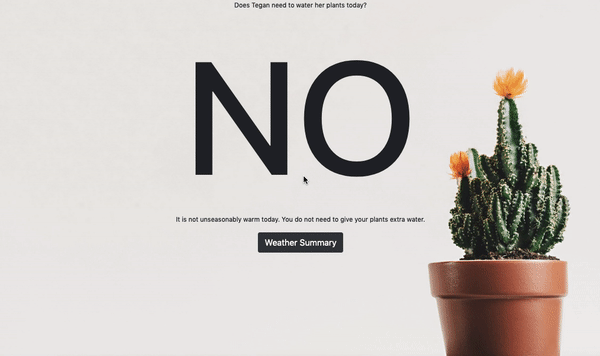 Does Tegan need to water her plants today?
NO
It is not unseasonably warm today. You do not need to give your plants extra water.
Weather Summary